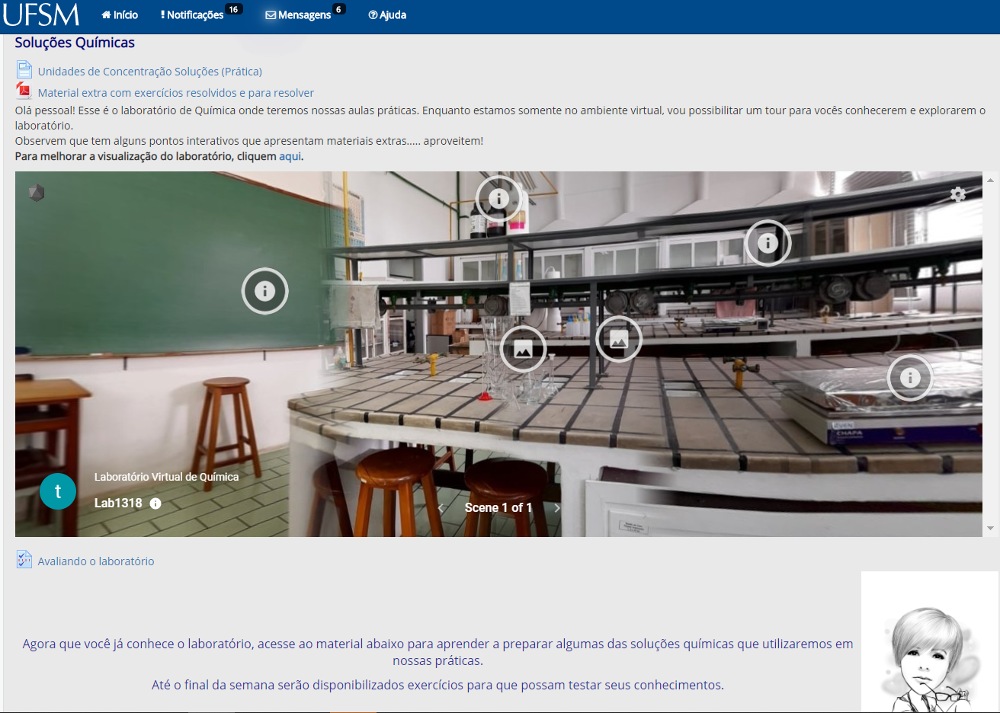 UFSM
Início
Notificações 16
Mensagens 6
Ajuda
Soluções Químicas
Unidades de Concentração Soluções (Prática)
Material extra com exercícios resolvidos e para resolver
Olá pessoal! Esse é o laboratório de Química onde teremos nossas aulas práticas. Enquanto estamos somente no ambiente virtual, vou possibilitar um tour para vocês conhecerem e explorarem o
laboratório.
Observem que tem alguns pontos interativos que apresentam materiais extras..... aproveitem!
Para melhorar a visualização do laboratório, cliquem aqui.
CHAPA
Laboratório Virtual de Química
t
Lab1318
Scene 1 of 1
Avaliando o laboratório
Agora que você já conhece o laboratório, acesse ao material abaixo para aprender a preparar algumas das soluções químicas que utilizaremos em
nossas práticas.
Até o final da semana serão disponibilizados exercícios para que possam testar seus conhecimentos.